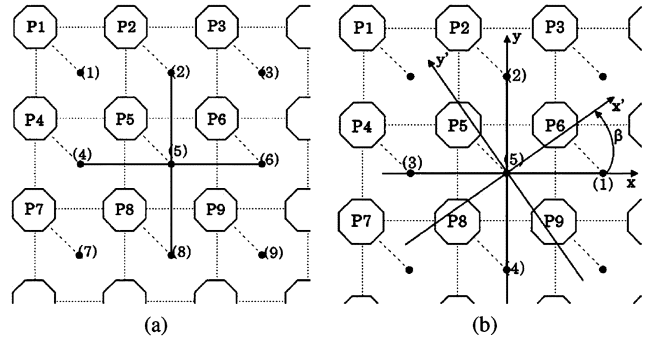 P1 P2 P3
(1) (2) (3)
P4 P5 P6
(4) (5) (6)
P7 P8 P9
(7) (8) (9)
(a)
P1 P2 y P3
y' (2)
x'
P4 P5 P6 β
(3) (5) (1) x
P7 P8 P9
(4)
(b)